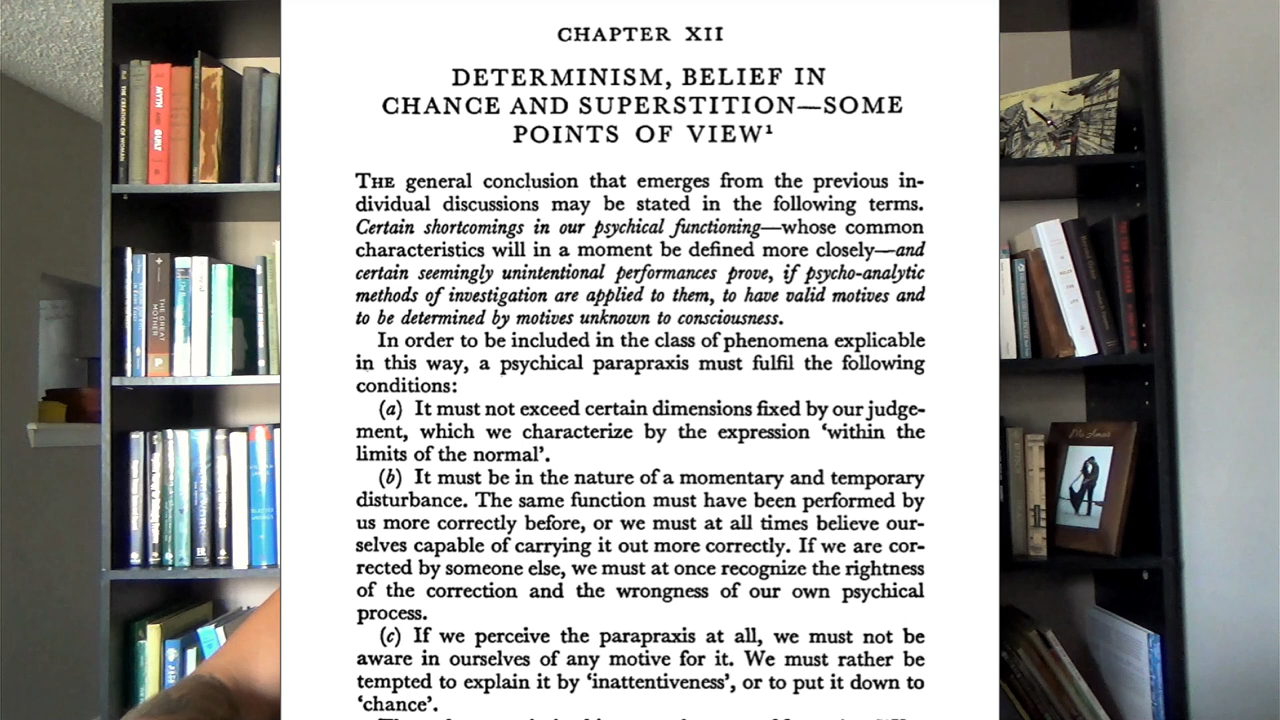 CHAPTER XII
DETERMINISM, BELIEF IN
CHANCE AND SUPERSTITION—SOME
POINTS OF VIEW¹
THE general conclusion that emerges from the previous in-
dividual discussions may be stated in the following terms.
Certain shortcomings in our psychical functioning—whose common
characteristics will in a moment be defined more closely—and
certain seemingly unintentional performances prove, if psycho-analytic
methods of investigation are applied to them, to have valid motives and
to be determined by motives unknown to consciousness.
In order to be included in the class of phenomena explicable
in this way, a psychical parapraxis must fulfil the following
conditions:
(a) It must not exceed certain dimensions fixed by our judge-
ment, which we characterize by the expression ‘within the
limits of the normal’.
(b) It must be in the nature of a momentary and temporary
disturbance. The same function must have been performed by
us more correctly before, or we must at all times believe our-
selves capable of carrying it out more correctly. If we are cor-
rected by someone else, we must at once recognize the rightness
of the correction and the wrongness of our own psychical
process.
(c) If we perceive the parapraxis at all, we must not be
aware in ourselves of any motive for it. We must rather be
tempted to explain it by ‘inattentiveness’, or to put it down to
‘chance’.
THE CREATION OF WOMAN
MYTH AND GUILT
THE GREAT MOTHER